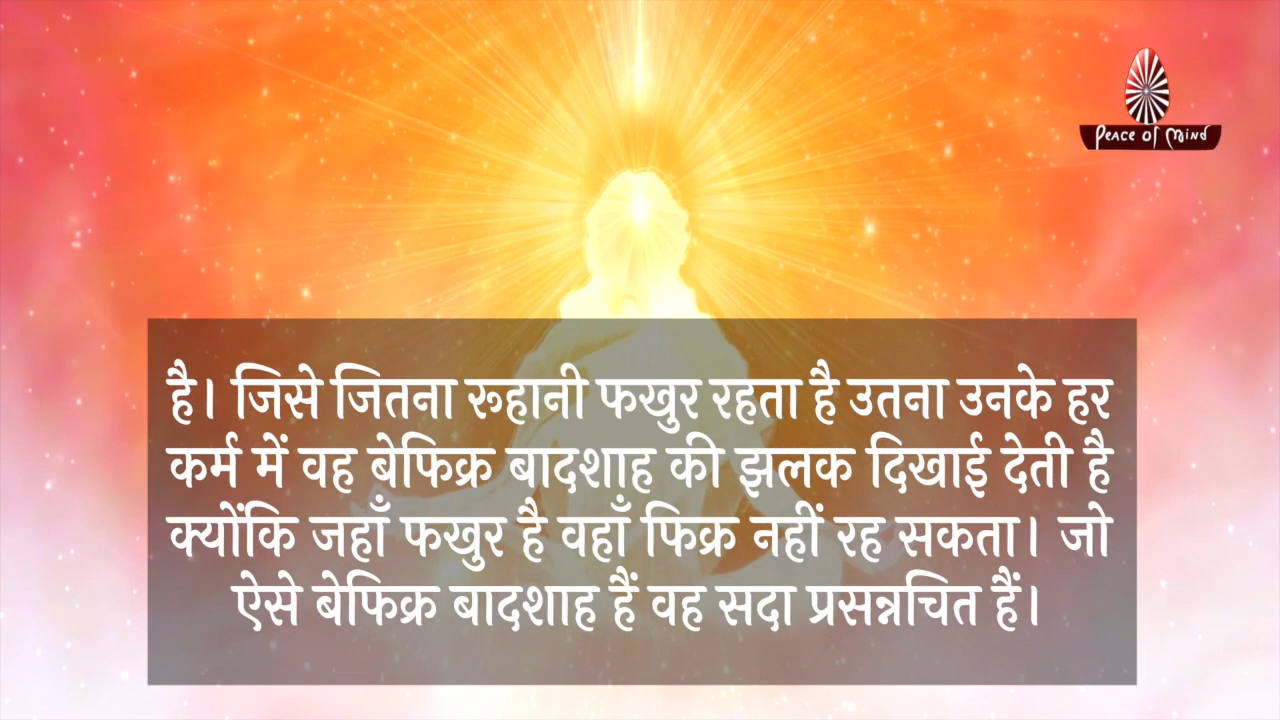 Peace of Mind
है। जिसे जितना रूहानी फखुर रहता है उतना उनके हर
कर्म में वह बेफिक्र बादशाह की झलक दिखाई देती है
क्योंकि जहाँ फखुर है वहाँ फिक्र नहीं रह सकता। जो
ऐसे बेफिक्र बादशाह हैं वह सदा प्रसन्नचित हैं।